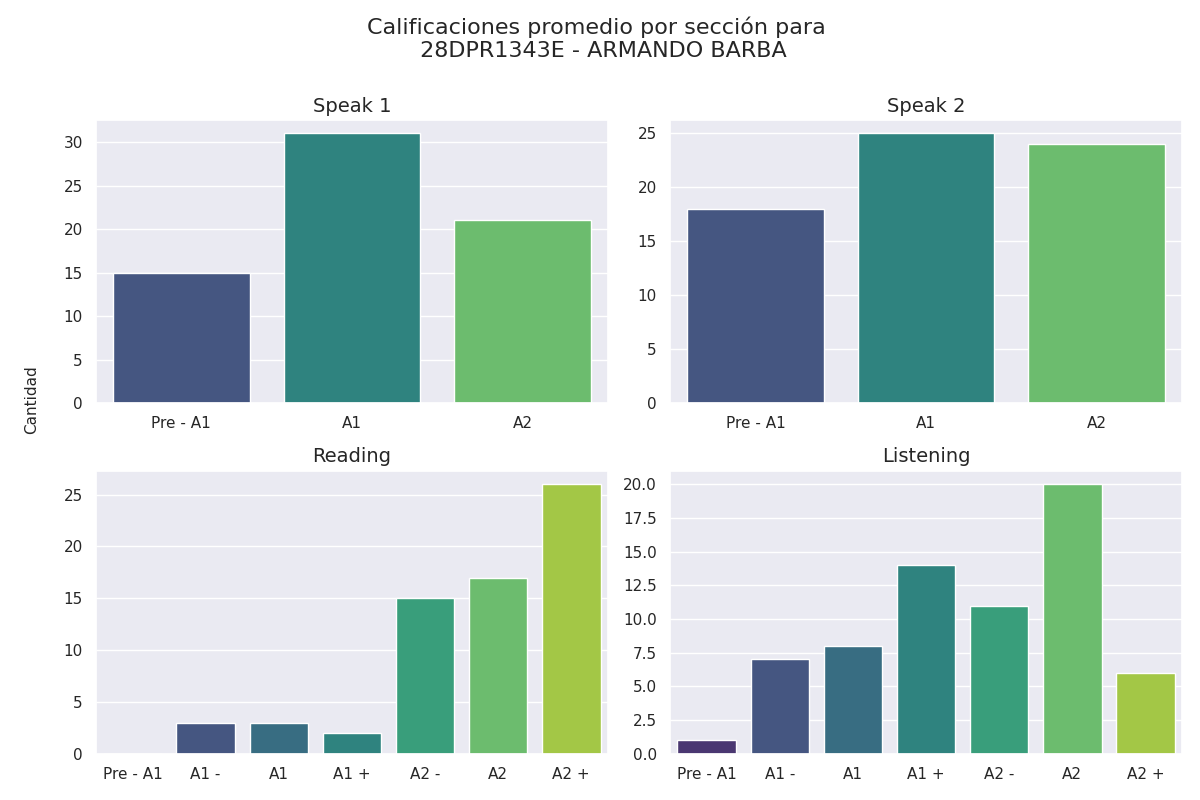 Calificaciones promedio por sección para
28DPR1343E - ARMANDO BARBA
Speak 1
30
25
20
15
10
5
0
Pre - A1 A1 A2
Speak 2
25
20
15
10
5
0
Pre - A1 A1 A2
Cantidad
Reading
25
20
15
10
5
0
Pre - A1 A1 - A1 A1 + A2 - A2 A2 +
Listening
20.0
17.5
15.0
12.5
10.0
7.5
5.0
2.5
0.0
Pre - A1 A1 - A1 A1 + A2 - A2 A2 +